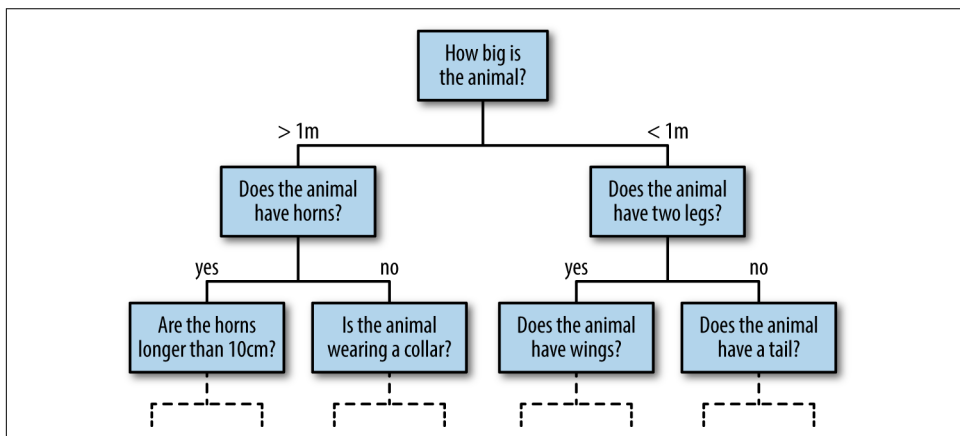 How big is
the animal?
> 1m
< 1m
Does the animal
have horns?
Does the animal
have two legs?
yes
no
yes
no
Are the horns
longer than 10cm?
Is the animal
wearing a collar?
Does the animal
have wings?
Does the animal
have a tail?